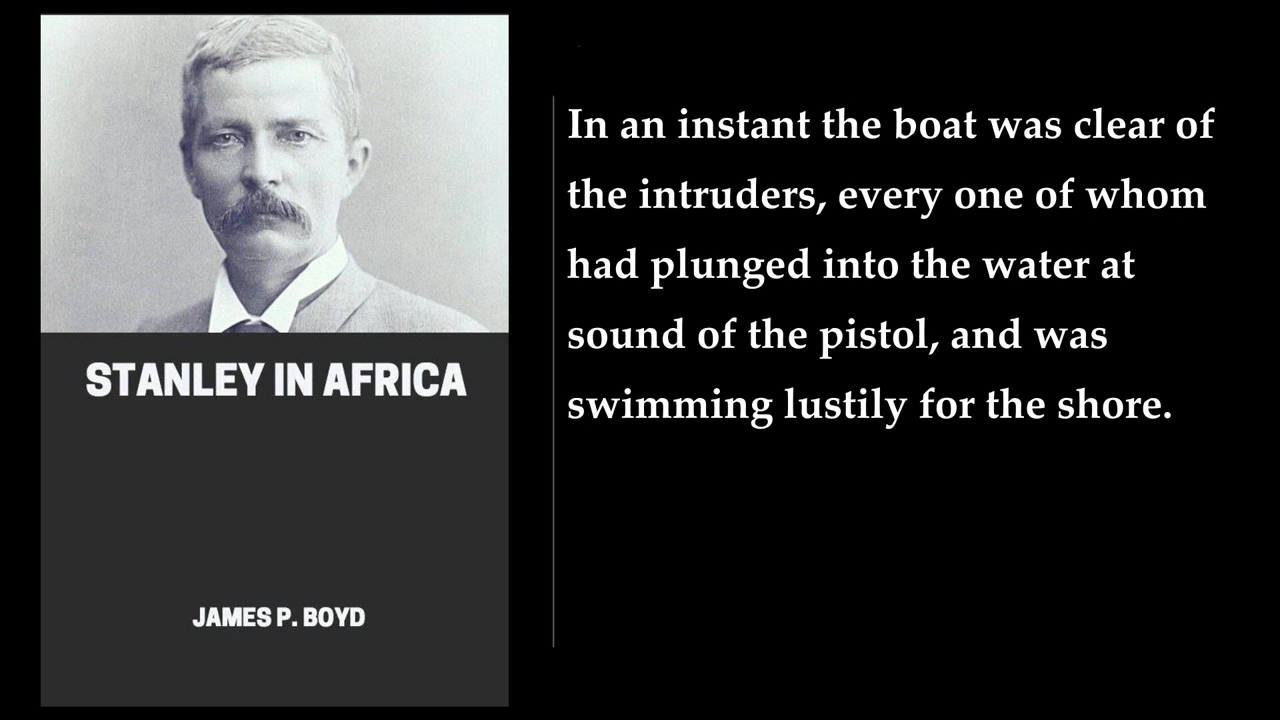 STANLEY IN AFRICA
JAMES P. BOYD
In an instant the boat was clear of
the intruders, every one of whom
had plunged into the water at
sound of the pistol, and was
swimming lustily for the shore.